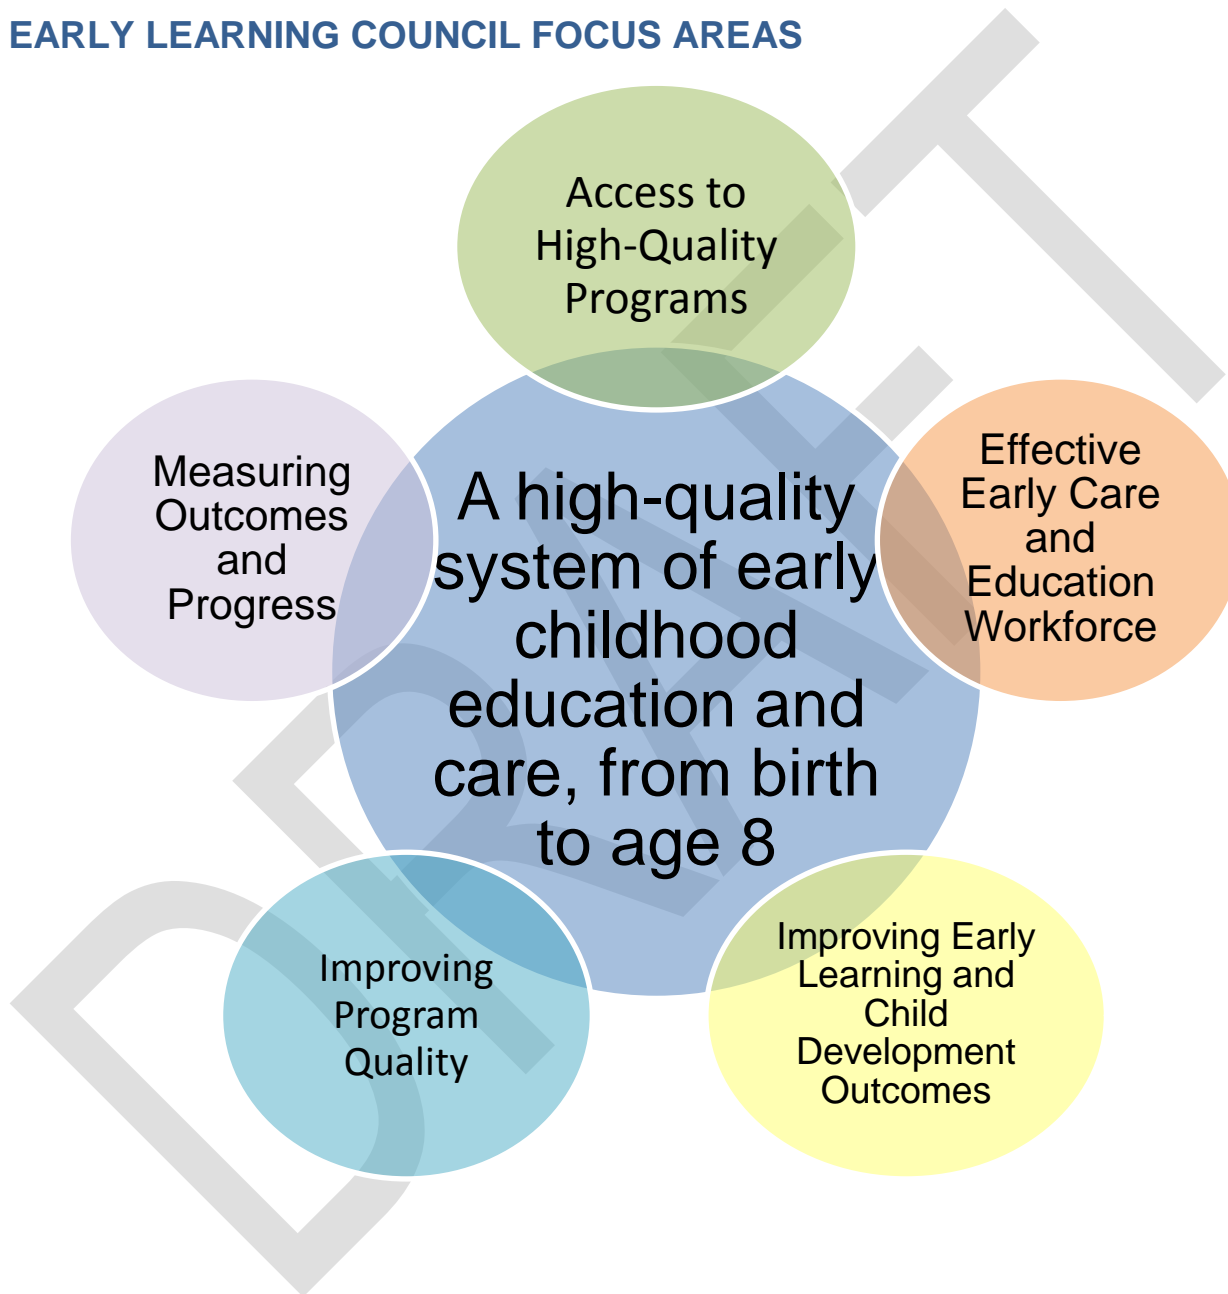 EARLY LEARNING COUNCIL FOCUS AREAS
Access to
High-Quality
Programs
Effective
Early Care
and
Education
Workforce
Improving Early
Learning and
Child
Development
Outcomes
Improving
Program
Quality
Measuring
Outcomes
and
Progress
A high-quality
system of early
childhood
education and
care, from birth
to age 8
DRAFT